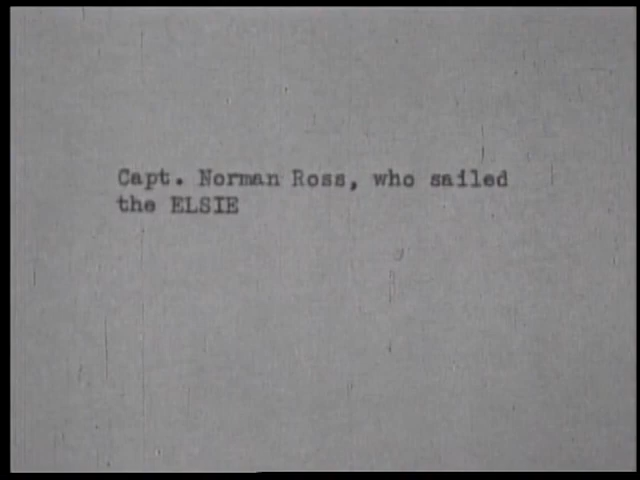 Capt. Norman Ross, who sailed
the ELSIE